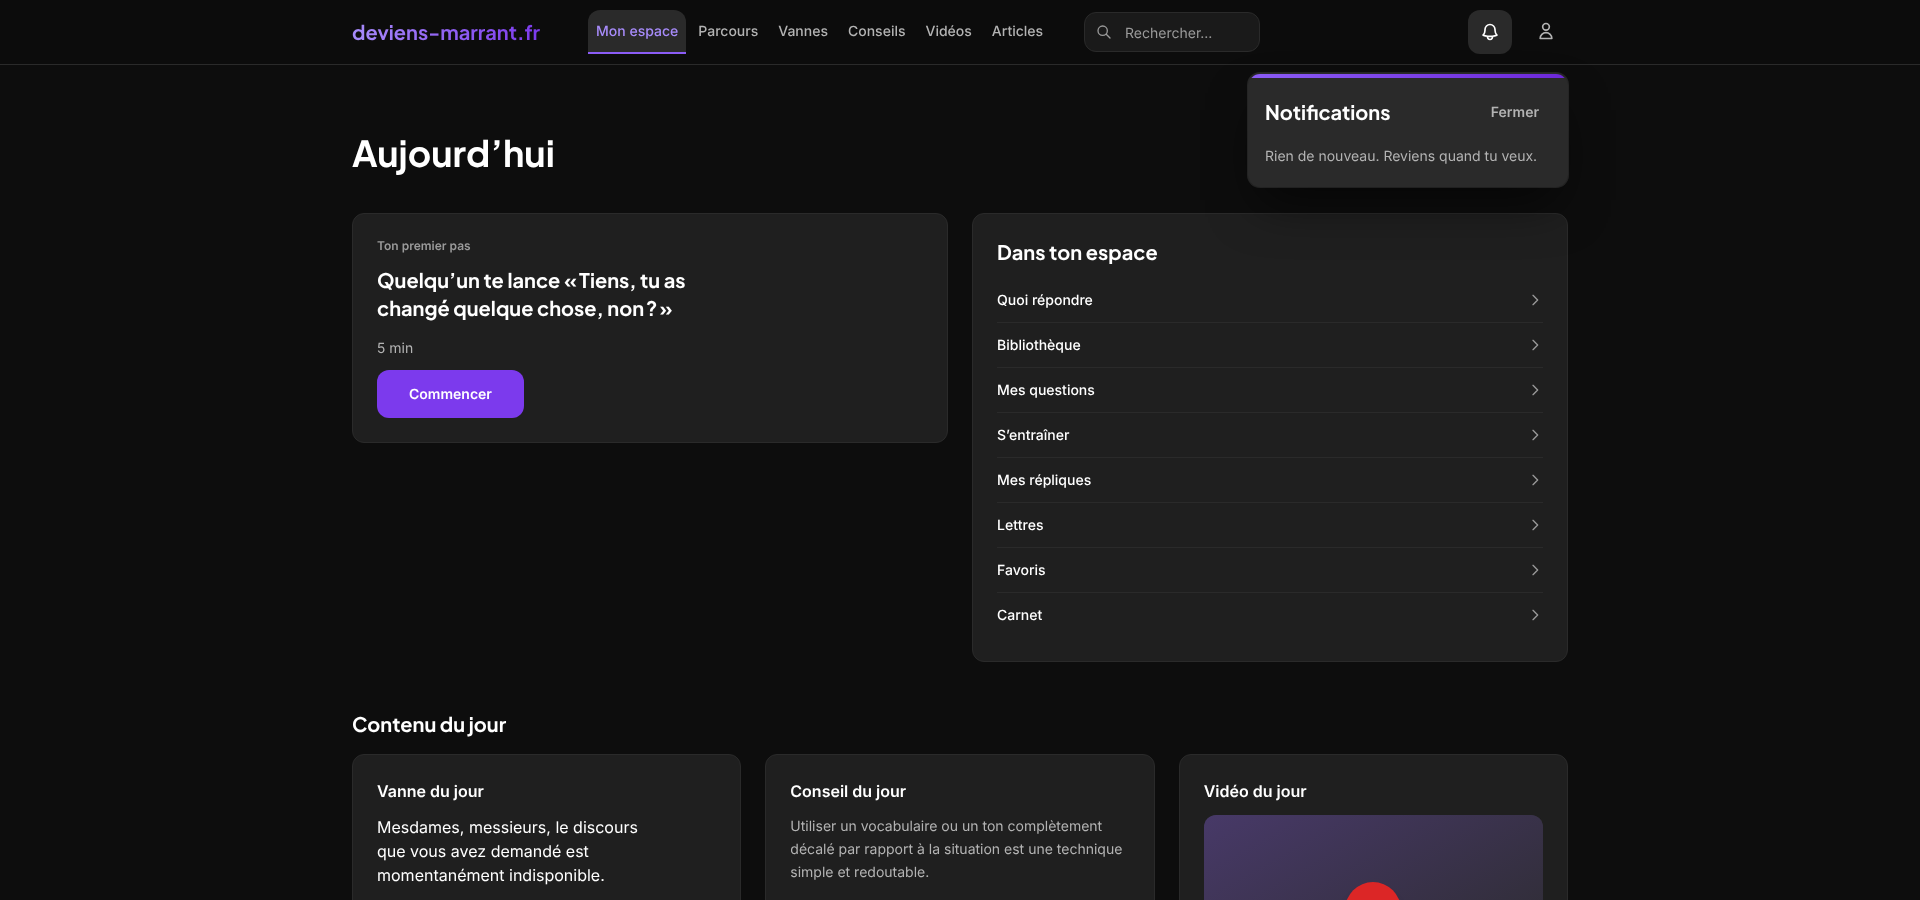 deviens-marrant.fr
Mon espace
Parcours
Vannes
Conseils
Vidéos
Articles
Rechercher...
Notifications
Fermer
Rien de nouveau. Reviens quand tu veux.
Aujourd’hui
Ton premier pas
Quelqu’un te lance « Tiens, tu as
changé quelque chose, non ? »
5 min
Commencer
Dans ton espace
Quoi répondre
Bibliothèque
Mes questions
S’entraîner
Mes répliques
Lettres
Favoris
Carnet
Contenu du jour
Vanne du jour
Mesdames, messieurs, le discours
que vous avez demandé est
momentanément indisponible.
Conseil du jour
Utiliser un vocabulaire ou un ton complètement
décalé par rapport à la situation est une technique
simple et redoutable.
Vidéo du jour